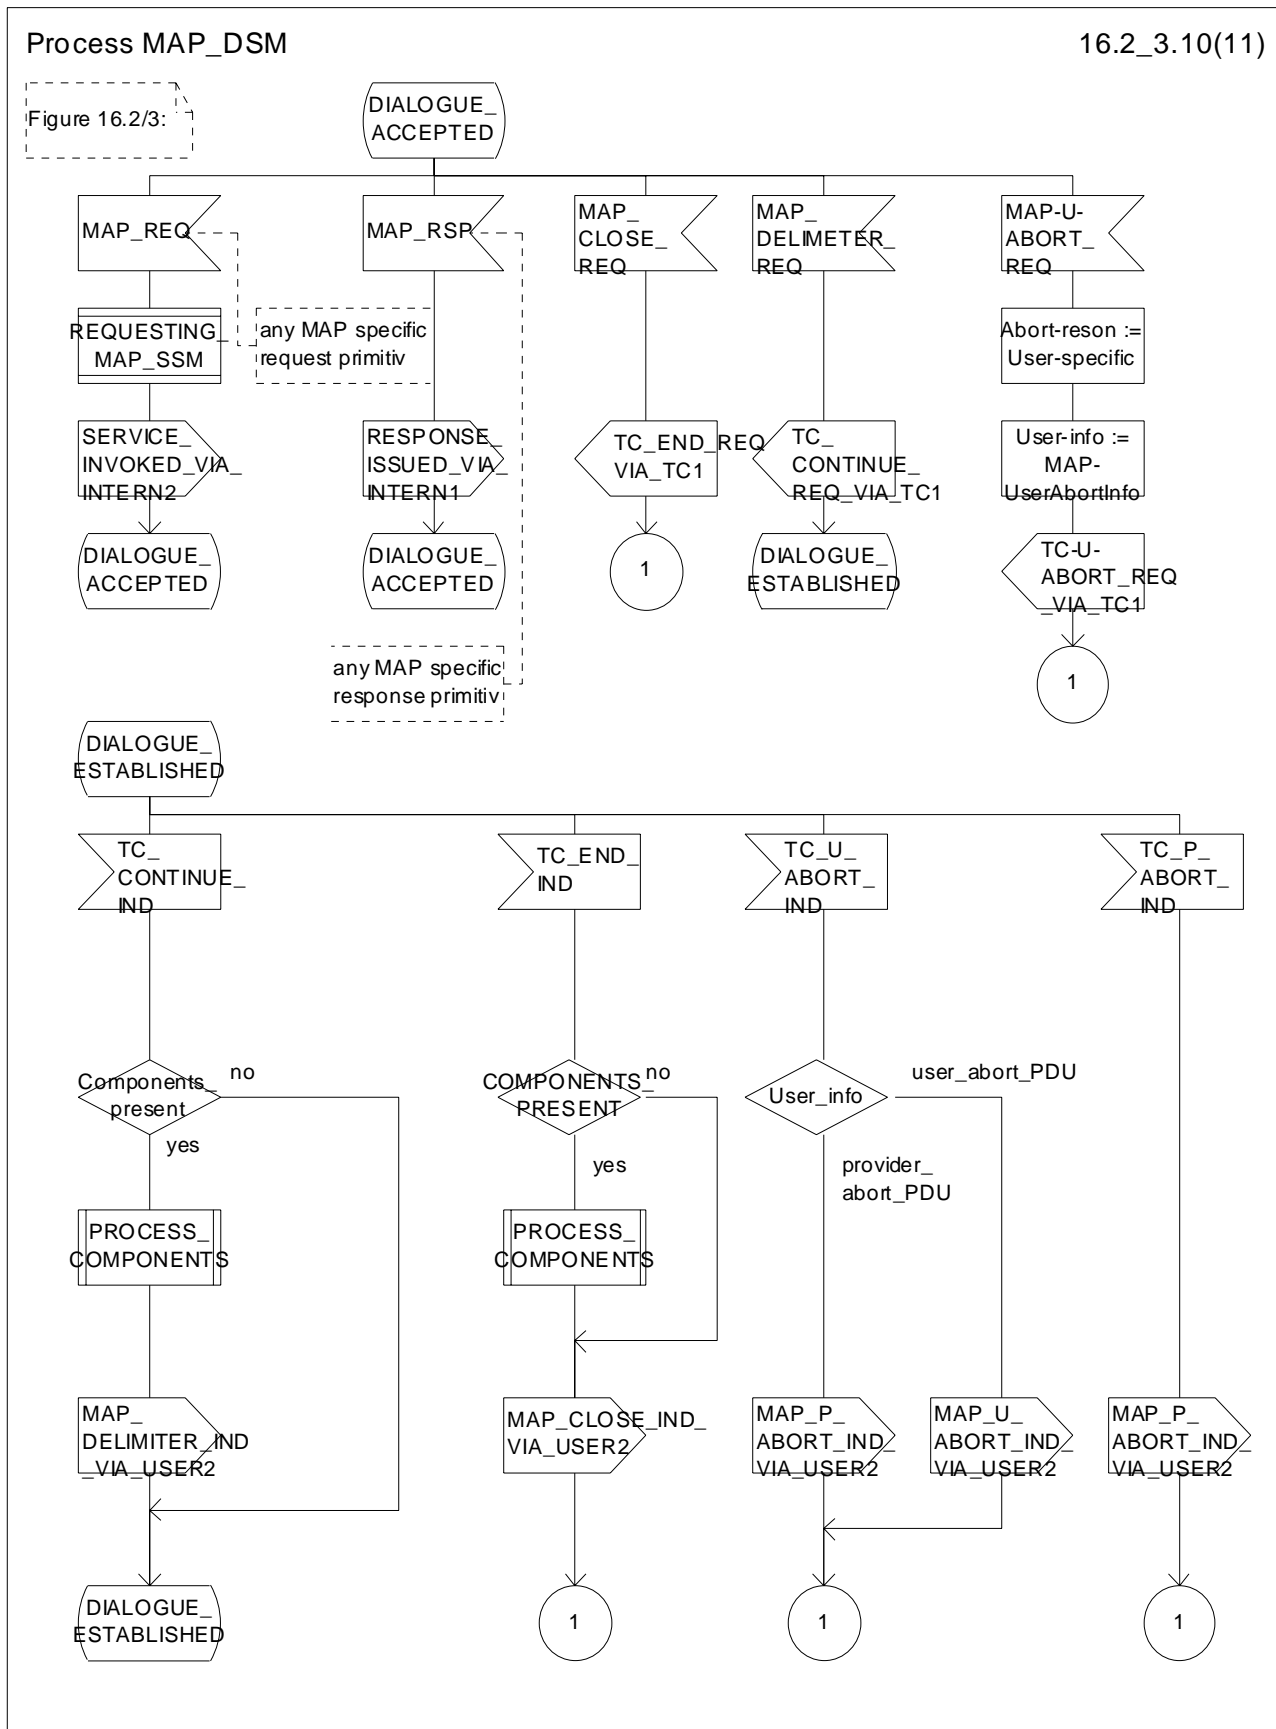 Process MAP_DSM
16.2_3.10(11)
Figure 16.2/3:
DIALOGUE_
ACCEPTED
MAP_REQ
MAP_RSP
MAP_
CLOSE_
REQ
MAP_
DELIMETER_
REQ
MAP-U-
ABORT_
REQ
REQUESTING_
MAP_SSM
any MAP specific
request primitiv
Abort-reson :=
User-specific
SERVICE_
INVOKED_VIA_
INTERN2
RESPONSE_
ISSUED_VIA_
INTERN1
TC_END_REQ
VIA_TC1
TC_
CONTINUE_
REQ_VIA_TC1
User-info :=
MAP-
UserAbortInfo
DIALOGUE_
ACCEPTED
DIALOGUE_
ACCEPTED
1
DIALOGUE_
ESTABLISHED
TC-U-
ABORT_REQ
_VIA_TC1
any MAP specific
response primitiv
1
DIALOGUE_
ESTABLISHED
TC_
CONTINUE_
IND
TC_END_
IND
TC_U_
ABORT_
IND
TC_P_
ABORT_
IND
Components_
present
no
yes
COMPONENTS_
PRESENT
no
yes
User_info
user_abort_PDU
provider_
abort_PDU
PROCESS_
COMPONENTS
PROCESS_
COMPONENTS
MAP_
DELIMITER_IND
_VIA_USER2
MAP_CLOSE_IND_
VIA_USER2
MAP_P_
ABORT_IND_
VIA_USER2
MAP_U_
ABORT_IND_
VIA_USER2
MAP_P_
ABORT_IND_
VIA_USER2
DIALOGUE_
ESTABLISHED
1
1
1